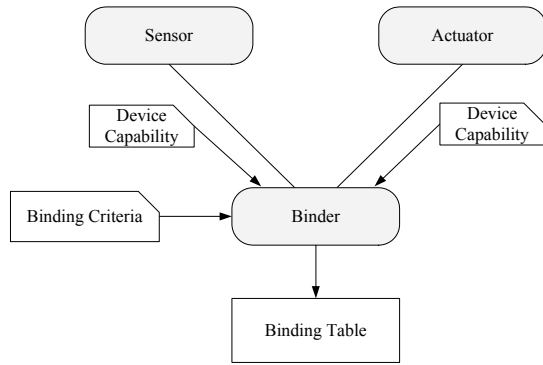 Sensor
Actuator
Device
Capability
Device
Capability
Binding Criteria
Binder
Binding Table